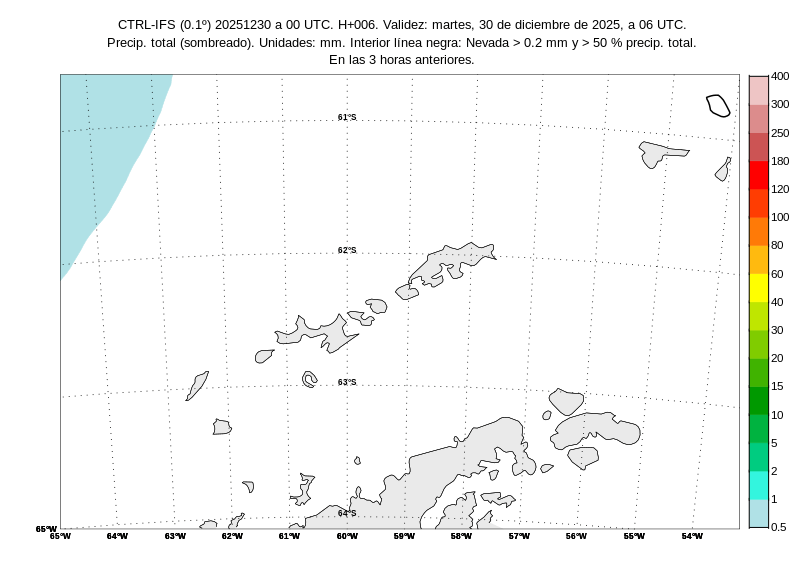 CTRL-IFS (0.1º) 20251230 a 00 UTC. H+006. Validez: martes, 30 de diciembre de 2025, a 06 UTC.
Precip. total (sombreado). Unidades: mm. Interior línea negra: Nevada > 0.2 mm y > 50 % precip. total.
En las 3 horas anteriores.
400
300
250
180
120
100
80
60
40
30
20
15
10
5
2
1
0.5
61°S
62°S
63°S
64°S
65°W
65°W 64°W 63°W 62°W 61°W 60°W 59°W 58°W 57°W 56°W 55°W 54°W